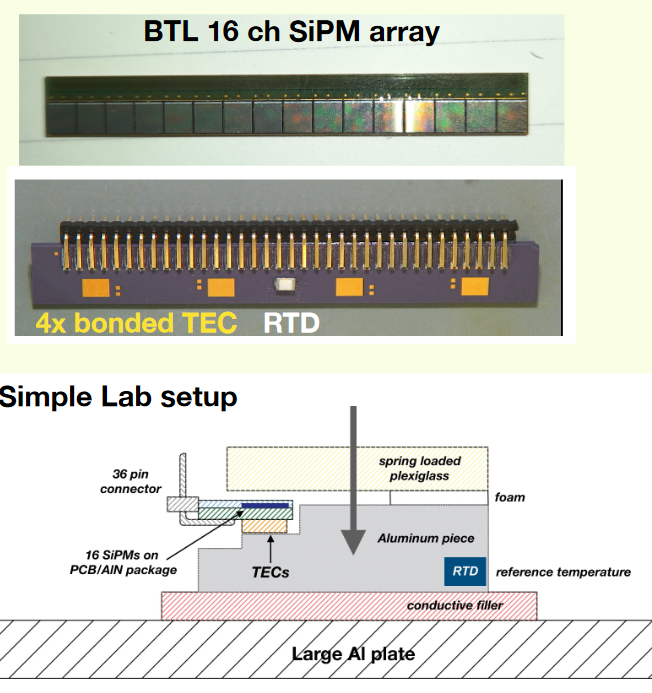 BTL 16 ch SiPM array
4x bonded TEC RTD
Simple Lab setup
36 pin
connector
spring loaded
plexiglass
foam
Aluminum piece
16 SiPMs on
PCB/AlN package
TECs
RTD
reference temperature
conductive filler
Large Al plate